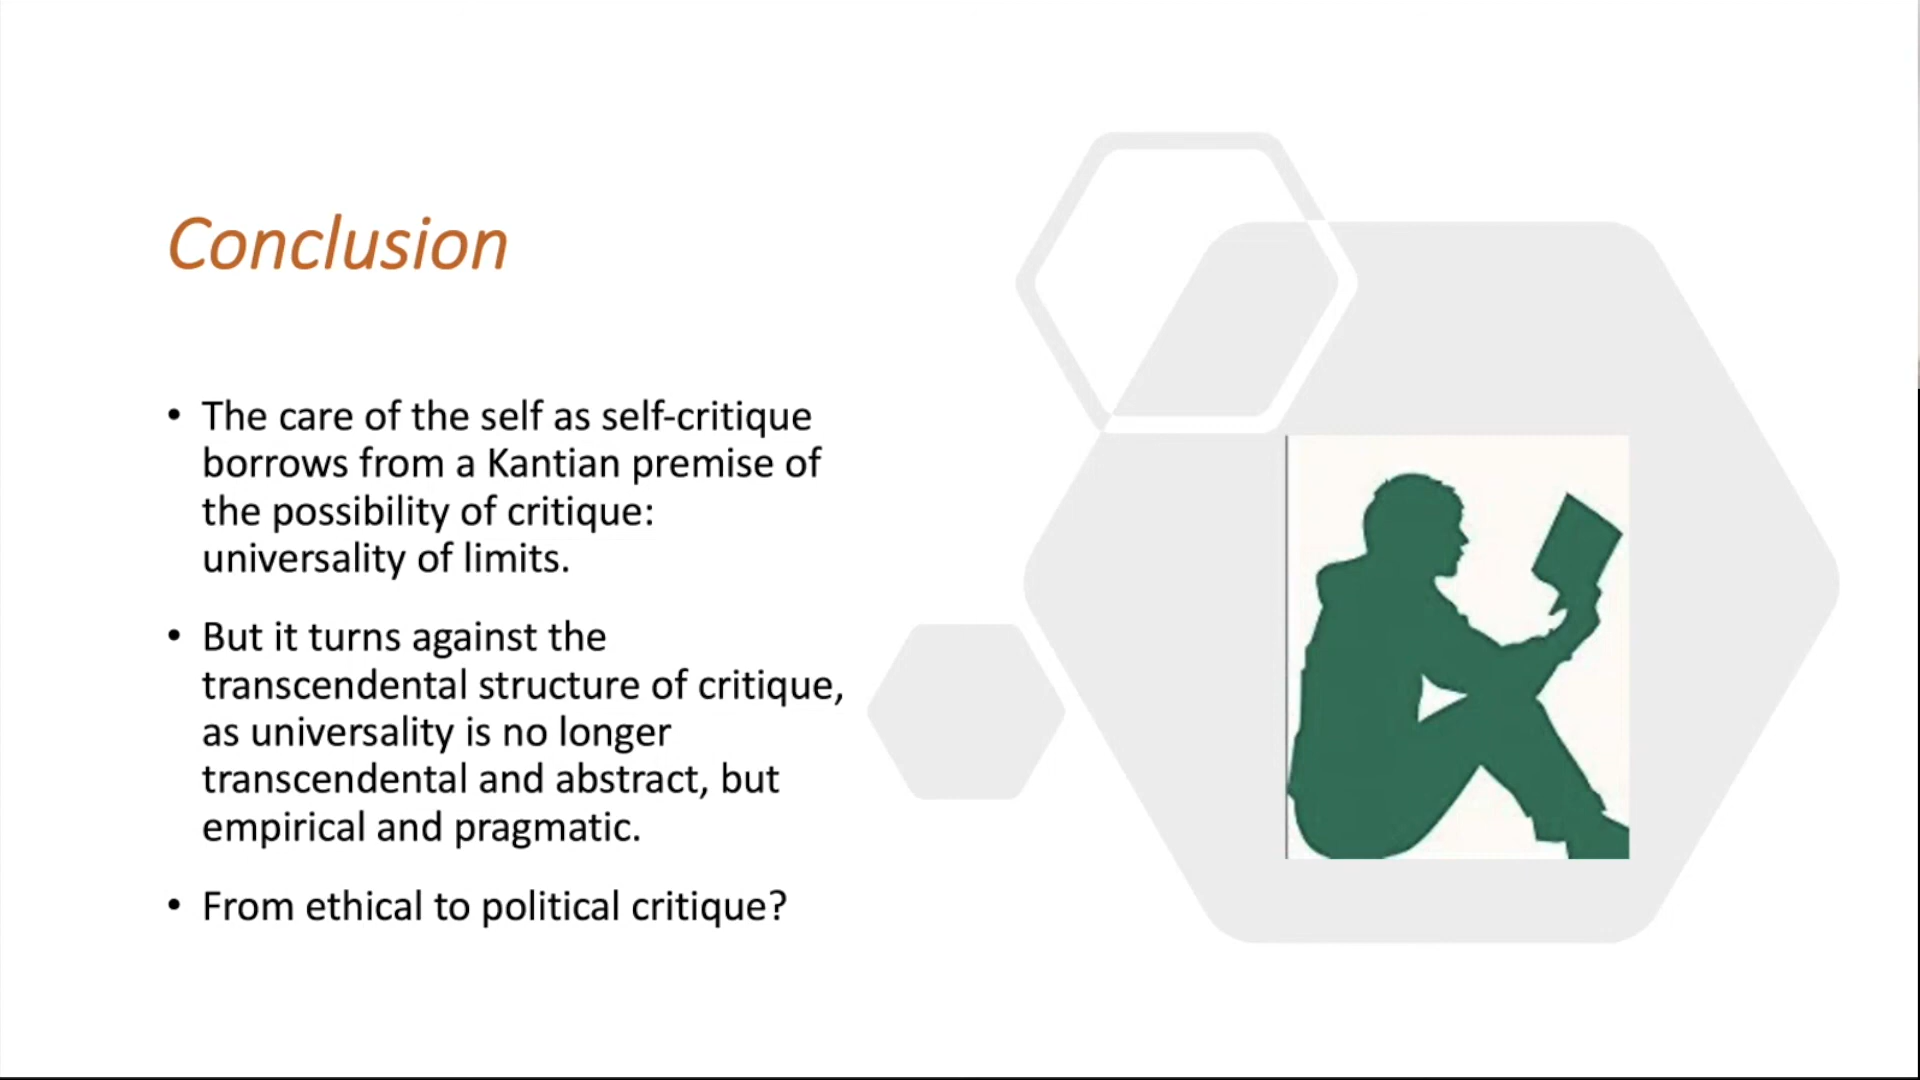 Conclusion
• The care of the self as self-critique
borrows from a Kantian premise of
the possibility of critique:
universality of limits.
• But it turns against the
transcendental structure of critique,
as universality is no longer
transcendental and abstract, but
empirical and pragmatic.
• From ethical to political critique?